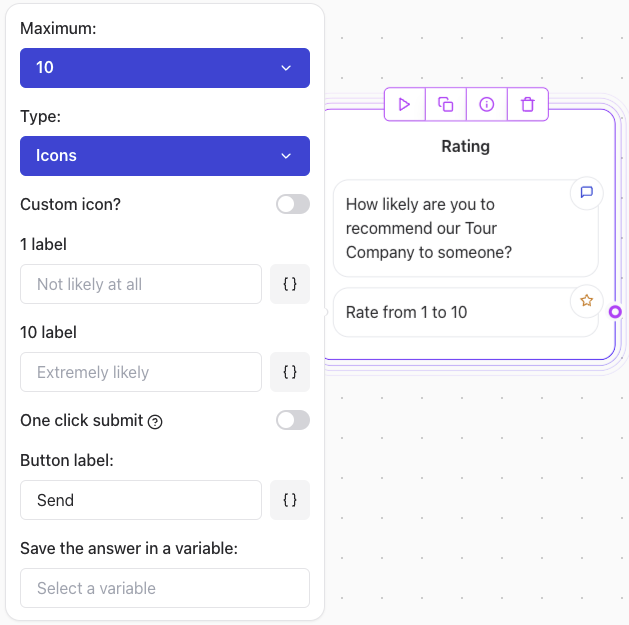 Maximum:
10
Type:
Icons
Custom icon?
1 label
Not likely at all
{}
10 label
Extremely likely
{}
One click submit ?
Button label:
Send
{}
Save the answer in a variable:
Select a variable
Rating
How likely are you to
recommend our Tour
Company to someone?
Rate from 1 to 10